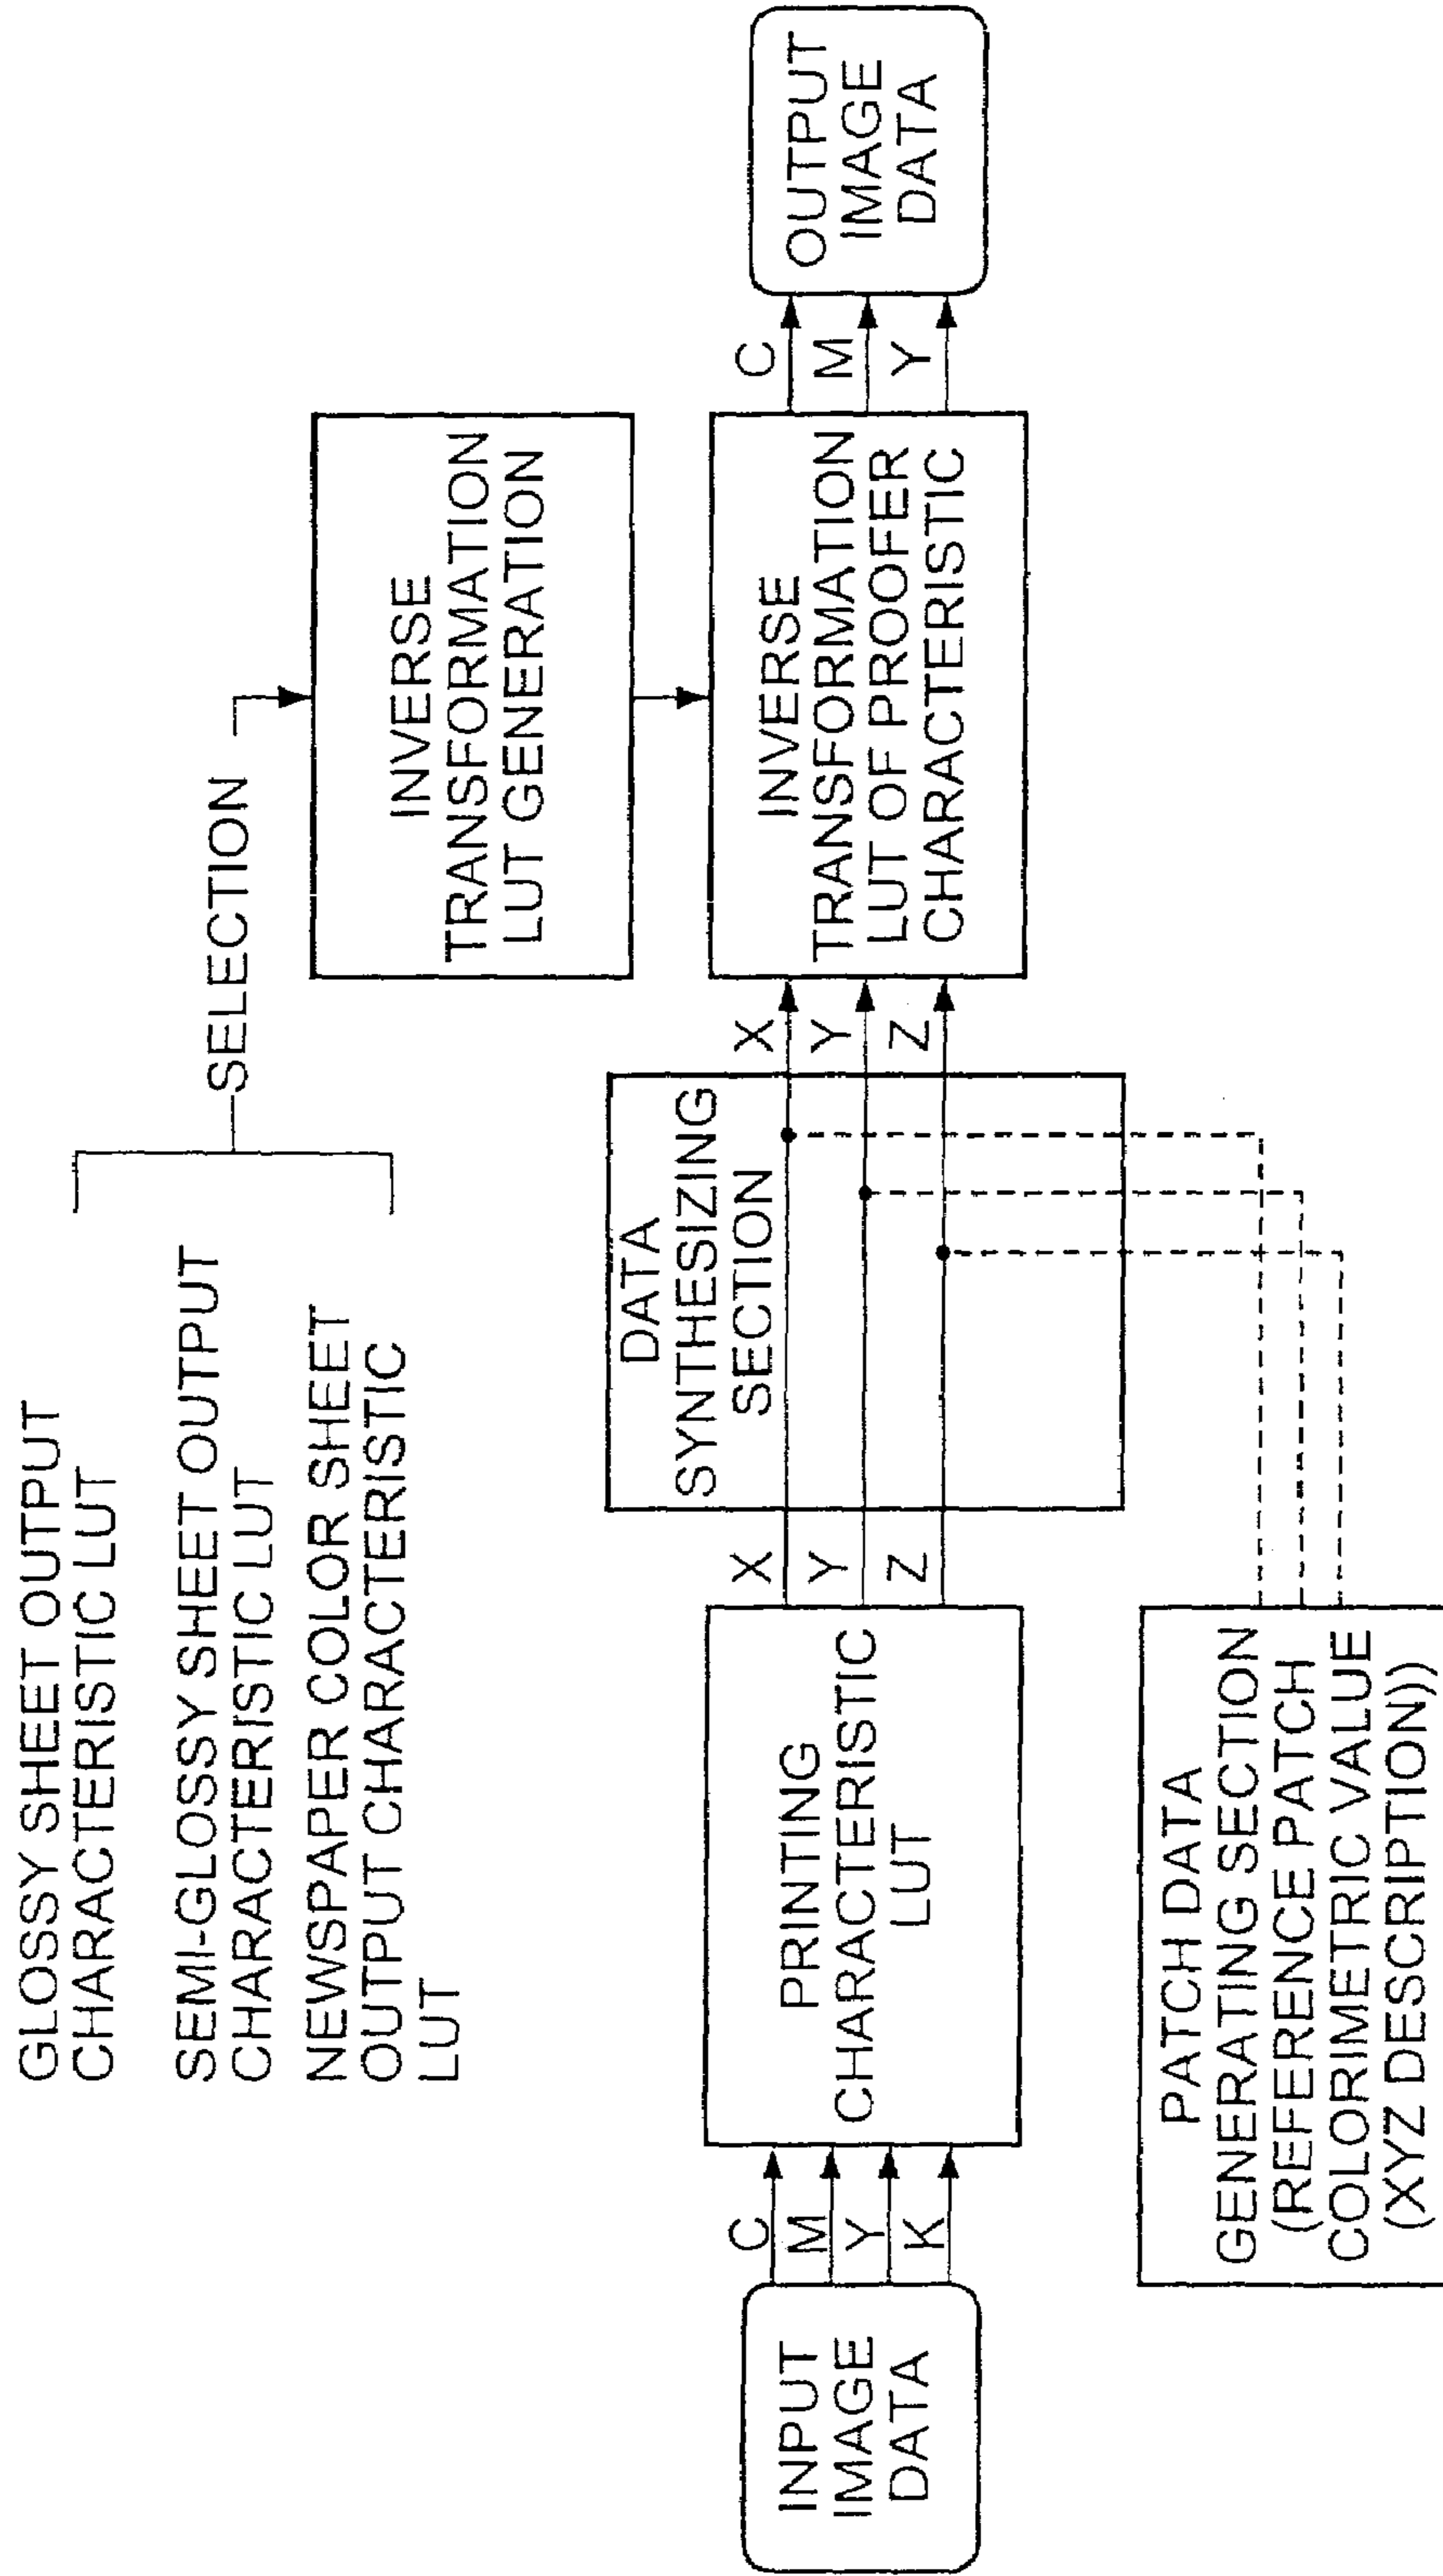 GLOSSY SHEET OUTPUT
CHARACTERISTIC LUT
SEMI-GLOSSY SHEET OUTPUT
CHARACTERISTIC LUT
NEWSPAPER COLOR SHEET
OUTPUT CHARACTERISTIC
LUT
SELECTION
INVERSE
TRANSFORMATION
LUT GENERATION
INPUT
IMAGE
DATA
C
M
Y
K
PRINTING
CHARACTERISTIC
LUT
X
Y
Z
DATA
SYNTHESIZING
SECTION
X
Y
Z
INVERSE
TRANSFORMATION
LUT OF PROOFER
CHARACTERISTIC
C
M
Y
OUTPUT
IMAGE
DATA
PATCH DATA
GENERATING SECTION
(REFERENCE PATCH
COLORIMETRIC VALUE
(XYZ DESCRIPTION))